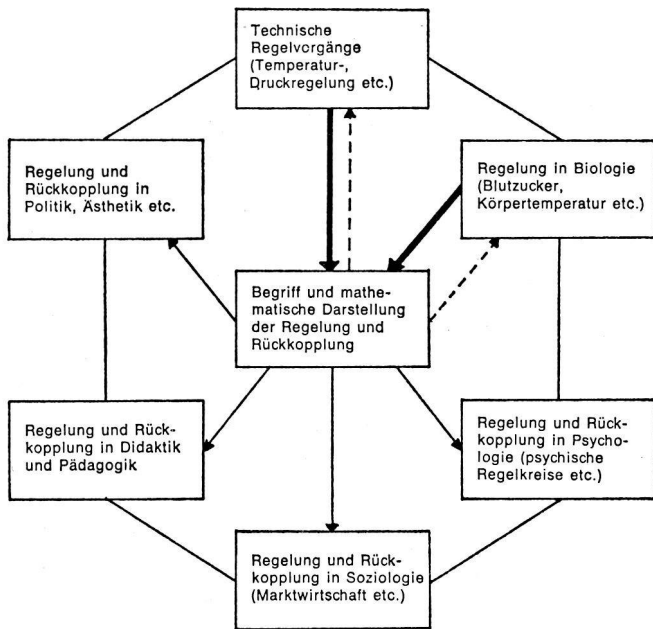 Technische
Regelvorgänge
(Temperatur-,
Druckregelung etc.)
Regelung und
Rückkopplung in
Politik, Ästhetik etc.
Regelung in Biologie
(Blutzucker,
Körpertemperatur etc.)
Begriff und mathe-
matische Darstellung
der Regelung und
Rückkopplung
Regelung und Rück-
kopplung in Didaktik
und Pädagogik
Regelung und Rück-
kopplung in Psycho-
logie (psychische
Regelkreise etc.)
Regelung und Rück-
kopplung in Soziologie
(Marktwirtschaft etc.)